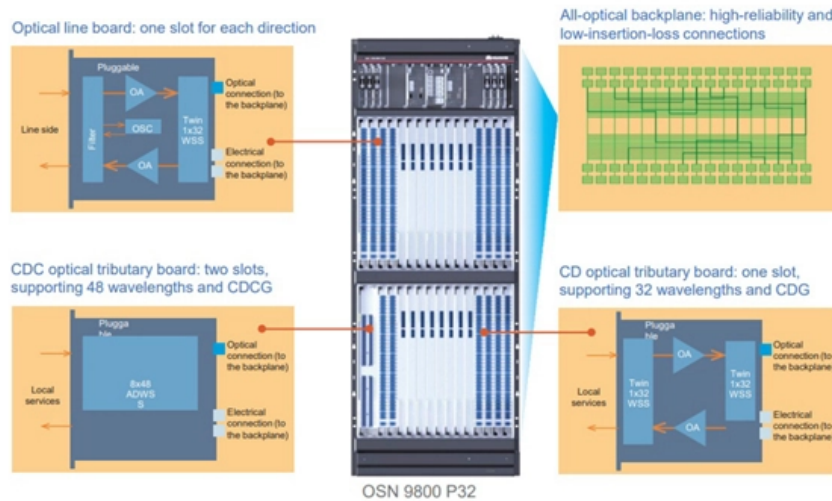 Optical line board: one slot for each direction
Pluggable
OA
Filter
OSC
OA
Twin
1x32
WSS
Line side
Optical
connection (to
the backplane)
Electrical
connection (to
the backplane)
All-optical backplane: high-reliability and
low-insertion-loss connections
CDC optical tributary board: two slots,
supporting 48 wavelengths and CDCG
Plugga
ble
8x48
ADWS
S
Local
services
Optical
connection (to
the backplane)
Electrical
connection (to
the backplane)
CD optical tributary board: one slot,
supporting 32 wavelengths and CDG
Plugga
ble
Twin
1x32
WSS
OA
OA
Twin
1x32
WSS
Local
services
Optical
connection (to
the backplane)
Electrical
connection (to
the backplane)
OSN 9800 P32